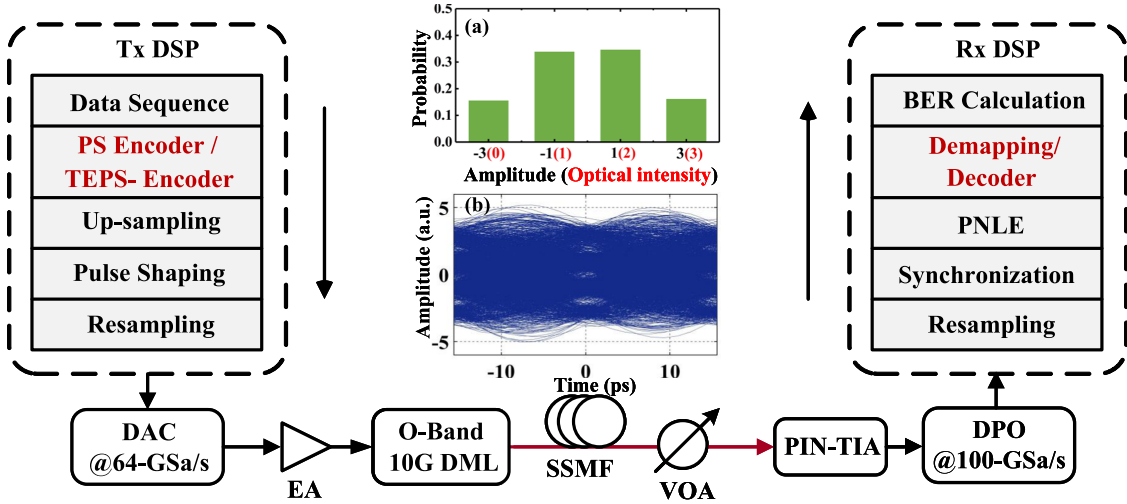 Tx DSP
Data Sequence
PS Encoder /
TEPS- Encoder
Up-sampling
Pulse Shaping
Resampling
(a)
Probability
0.5
0.4
0.3
0.2
0.1
0.0
-3(0) -1(1) 1(2) 3(3)
Amplitude (Optical intensity)
(b)
Amplitude (a.u.)
5
0
-5
-10 0 10
Time (ps)
Rx DSP
BER Calculation
Demapping/
Decoder
PNLE
Synchronization
Resampling
DAC
@64-GSa/s
EA
O-Band
10G DML
SSMF
VOA
PIN-TIA
DPO
@100-GSa/s